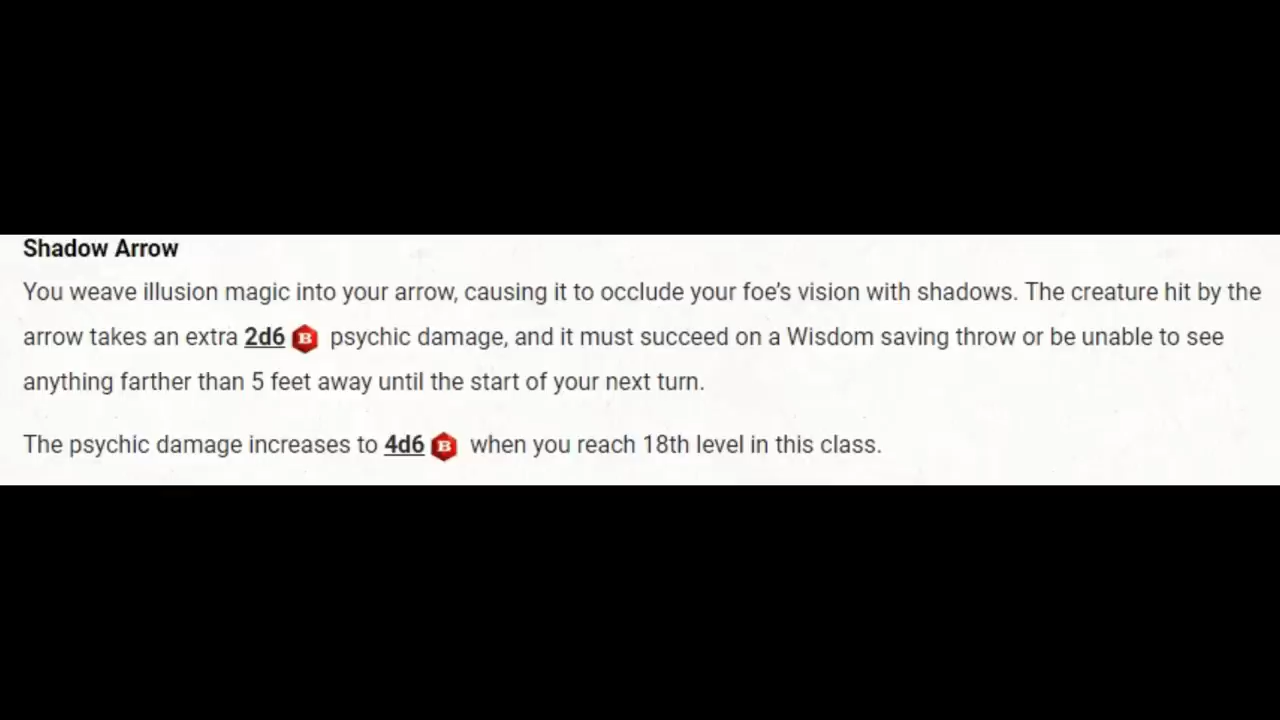 Shadow Arrow
You weave illusion magic into your arrow, causing it to occlude your foe's vision with shadows. The creature hit by the
arrow takes an extra 2d6 B psychic damage, and it must succeed on a Wisdom saving throw or be unable to see
anything farther than 5 feet away until the start of your next turn.
The psychic damage increases to 4d6 B when you reach 18th level in this class.